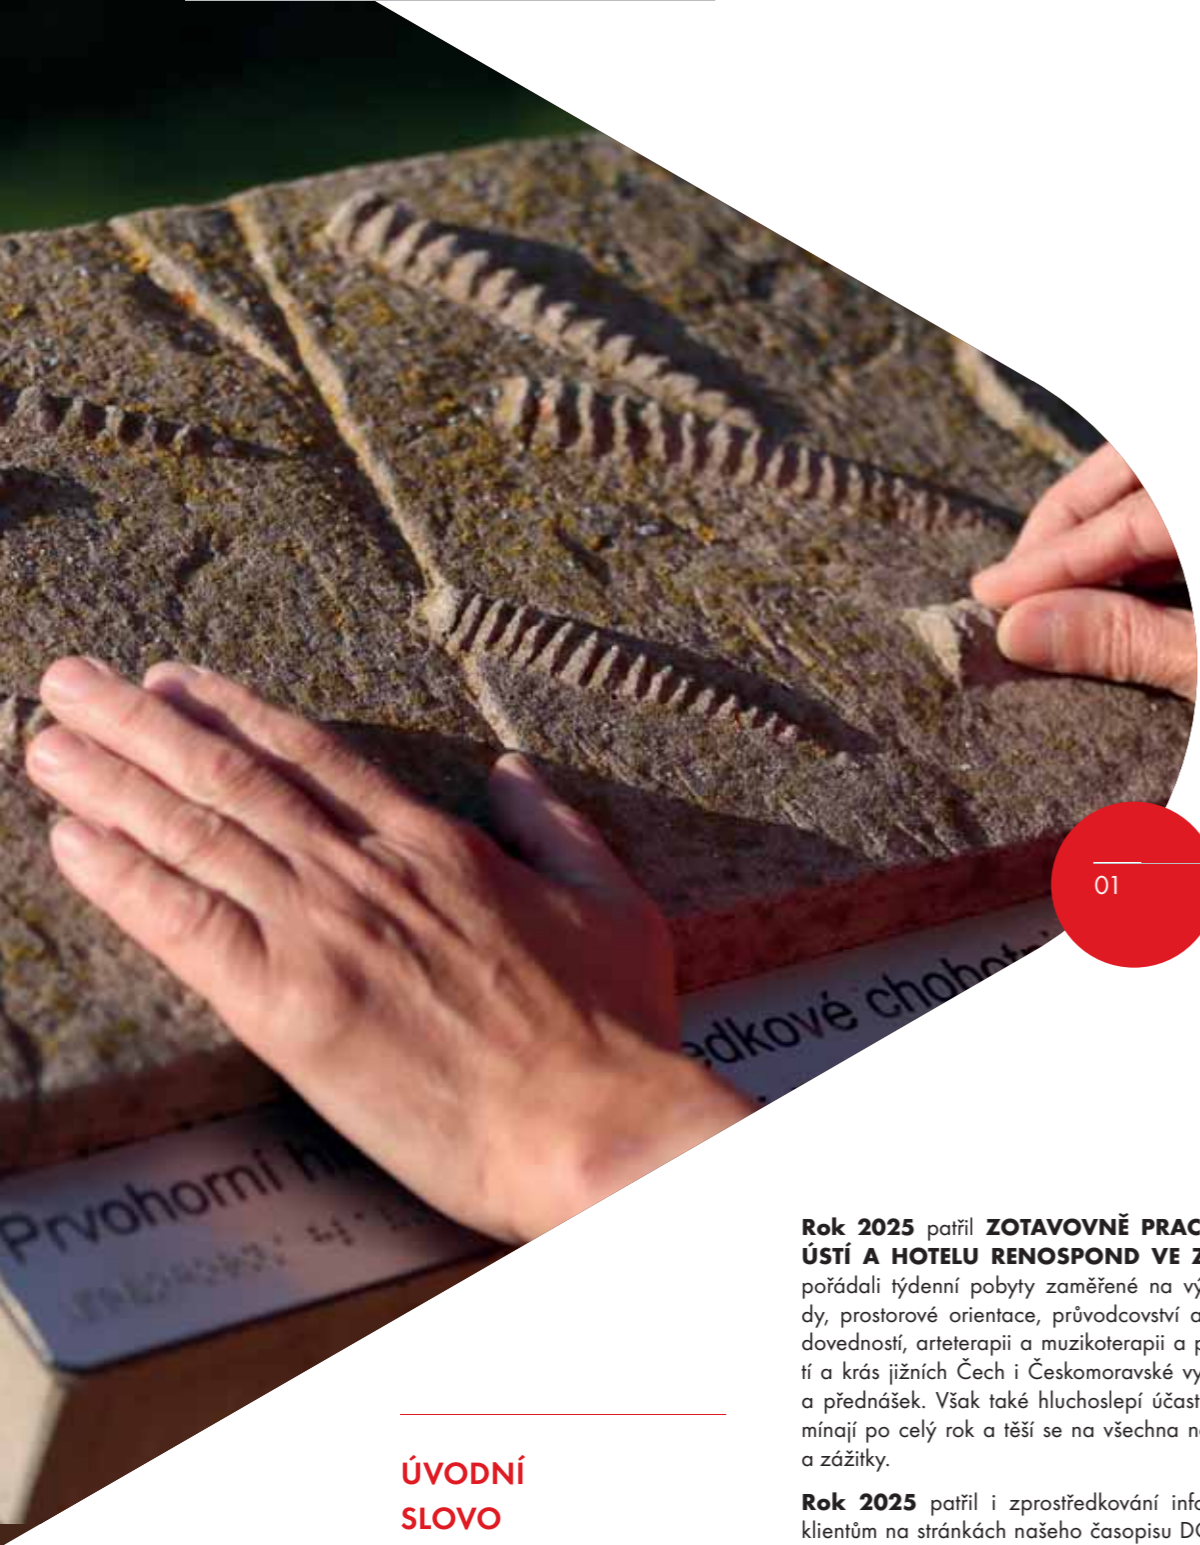 01
edkové
Prvohorní
Rok 2025 patřil ZOTAVOVNĚ PRAC
ÚSTÍ A HOTELU RENOSPOND VE Z
pořádali týdenní pobyty zaměřené na vý
dy, prostorové orientace, průvodcovství a
dovedností, arteterapii a muzikoterapii a p
tí a krás jižních Čech i Českomoravské vy
a přednášek. Však také hluchoslepí účast
mínají po celý rok a těší se na všechna n
a zážitky.
Rok 2025 patřil i zprostředkování info
klientům na stránkách našeho časopisu DO
ÚVODNÍ
SLOVO